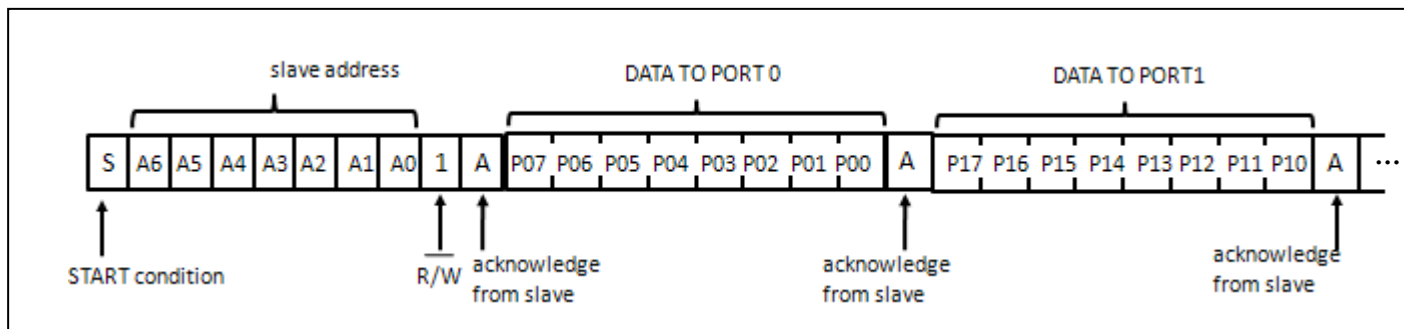 slave address
DATA TO PORT 0
DATA TO PORT1
S A6 A5 A4 A3 A2 A1 A0 1 A P07 P06 P05 P04 P03 P02 P01 P00 A P17 P16 P15 P14 P13 P12 P11 P10 A ...
START condition
R/W
acknowledge
from slave
acknowledge
from slave
acknowledge
from slave